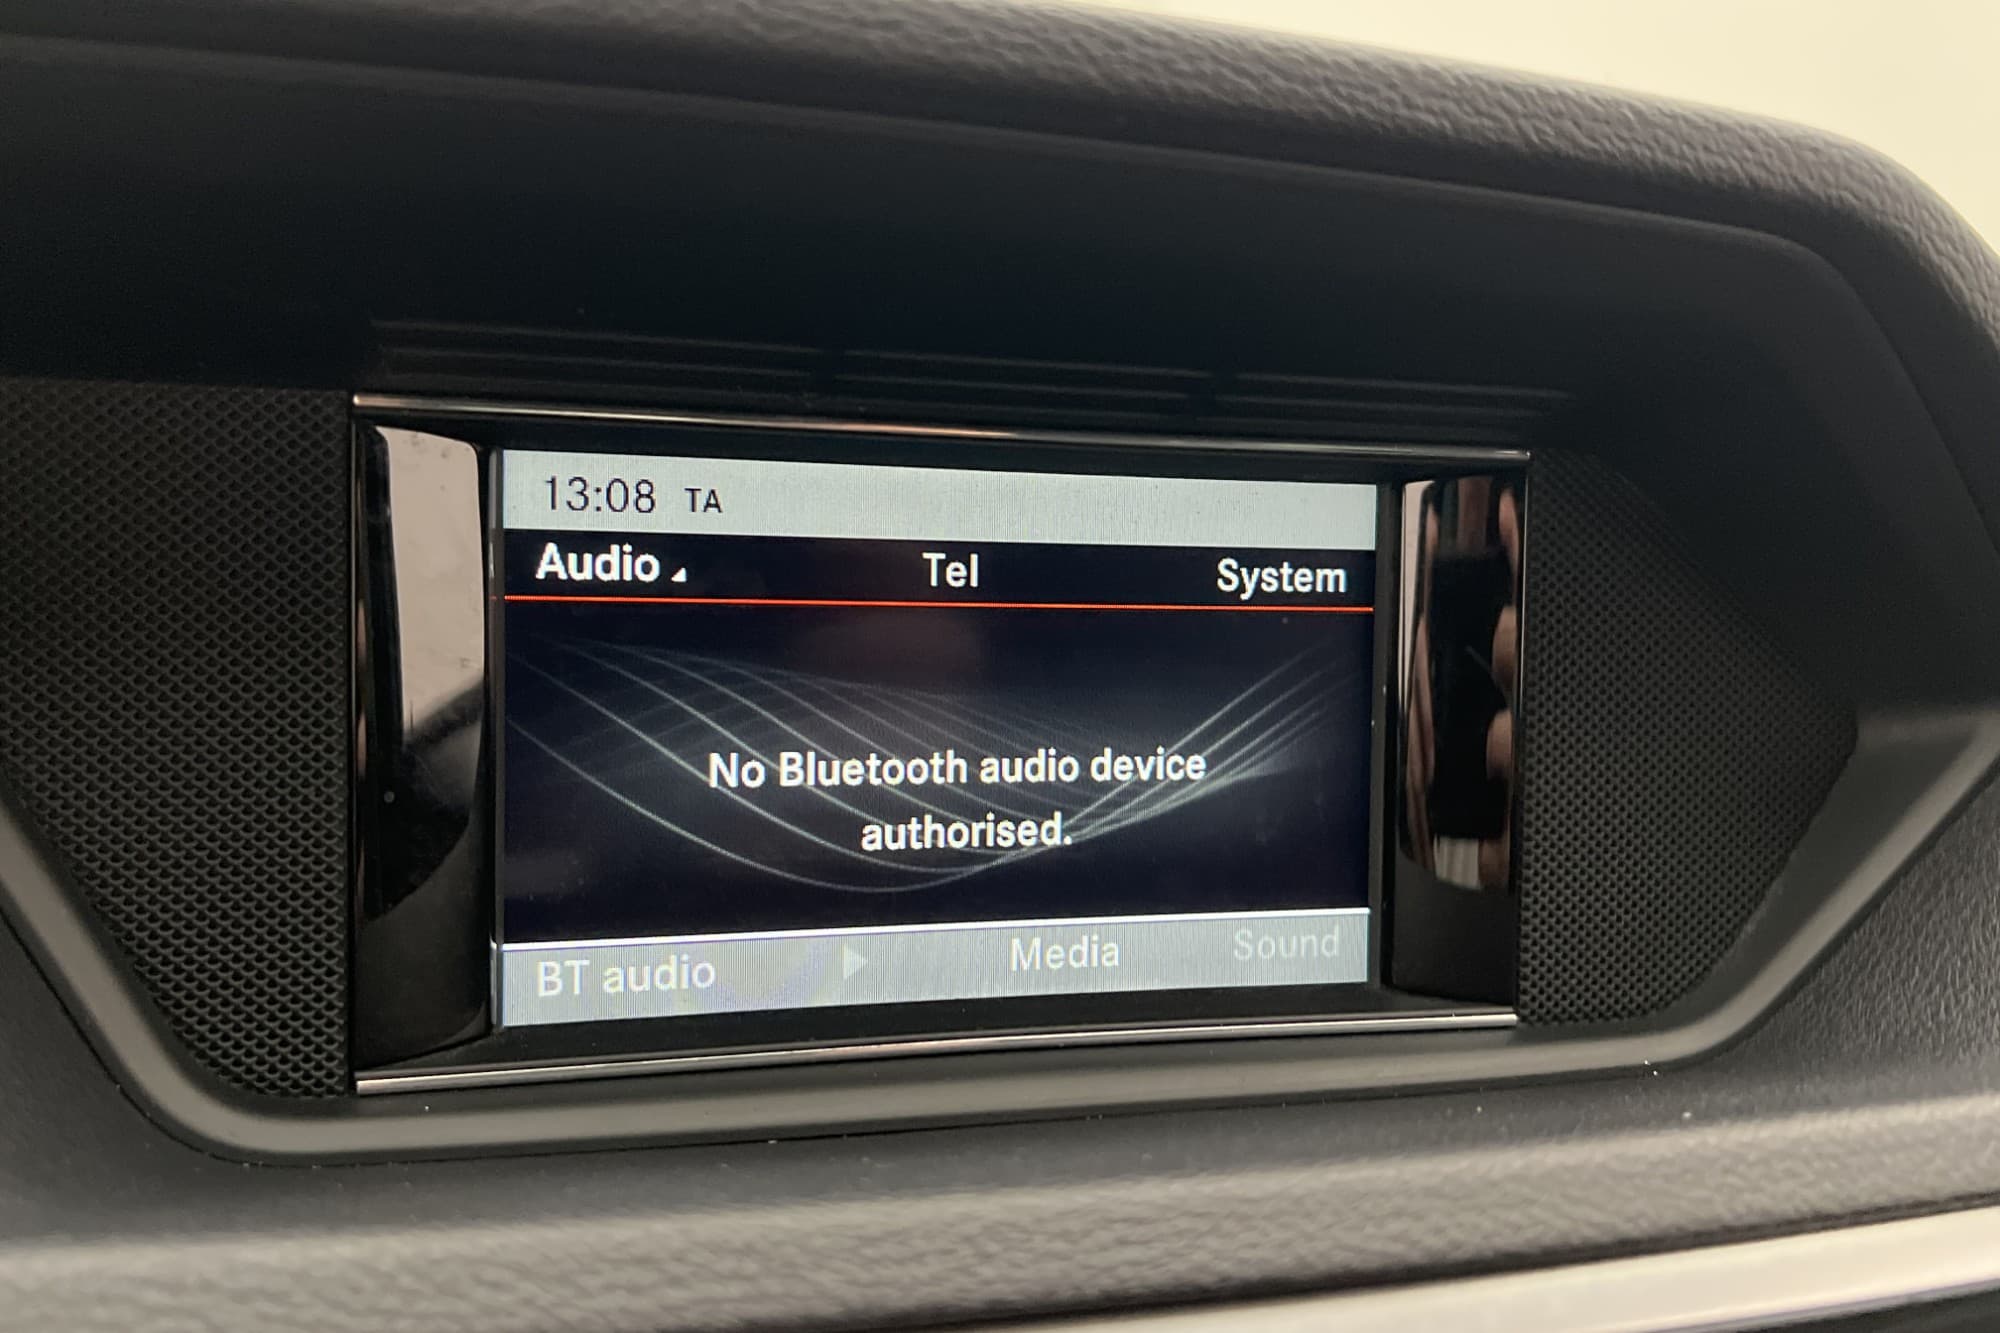 13:08 TA
Audio Tel System
No Bluetooth audio device
authorised.
BT audio Media Sound